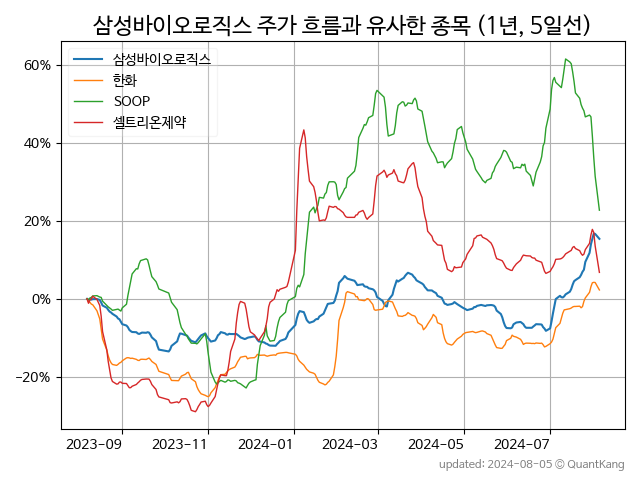 삼성바이오로직스 주가 흐름과 유사한 종목 (1년, 5일선)
삼성바이오로직스
한화
SOOP
셀트리온제약
60%
40%
20%
0%
−20%
2023-09
2023-11
2024-01
2024-03
2024-05
2024-07
updated: 2024-08-05 © QuantKang